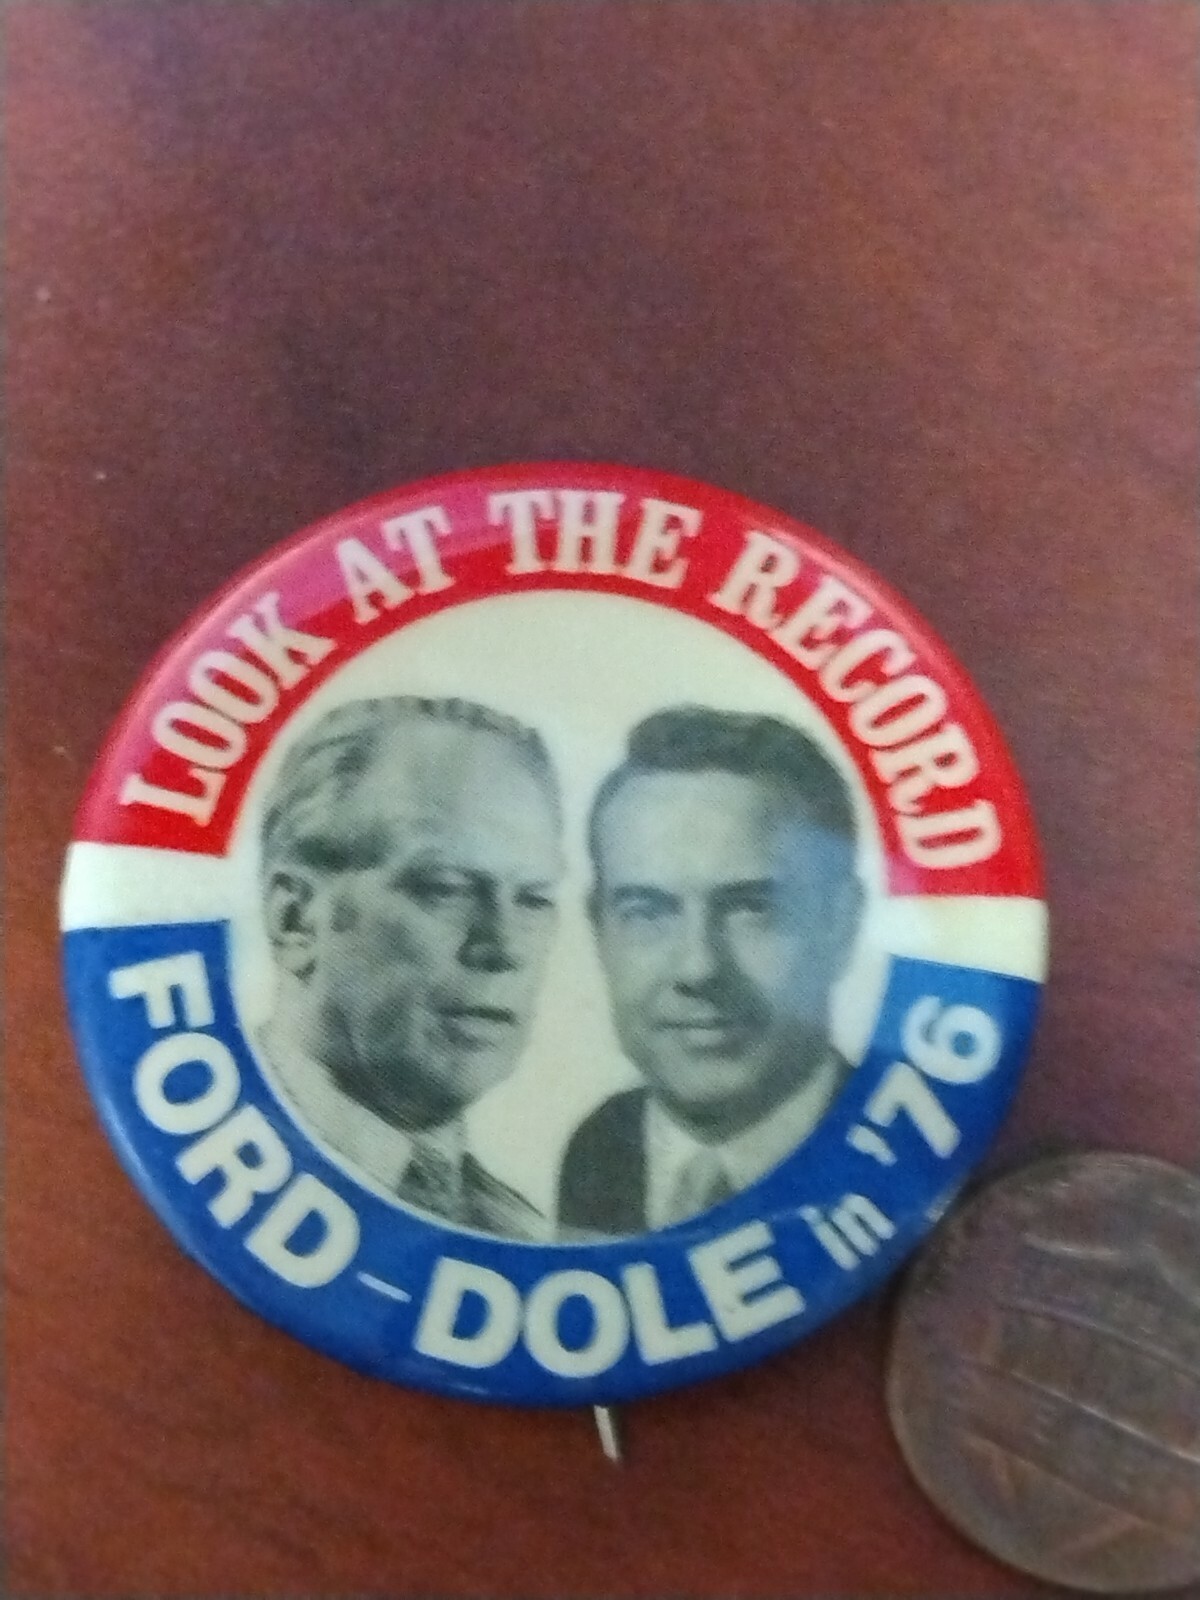 LOOK AT THE RECORD
FORD-DOLE in '76